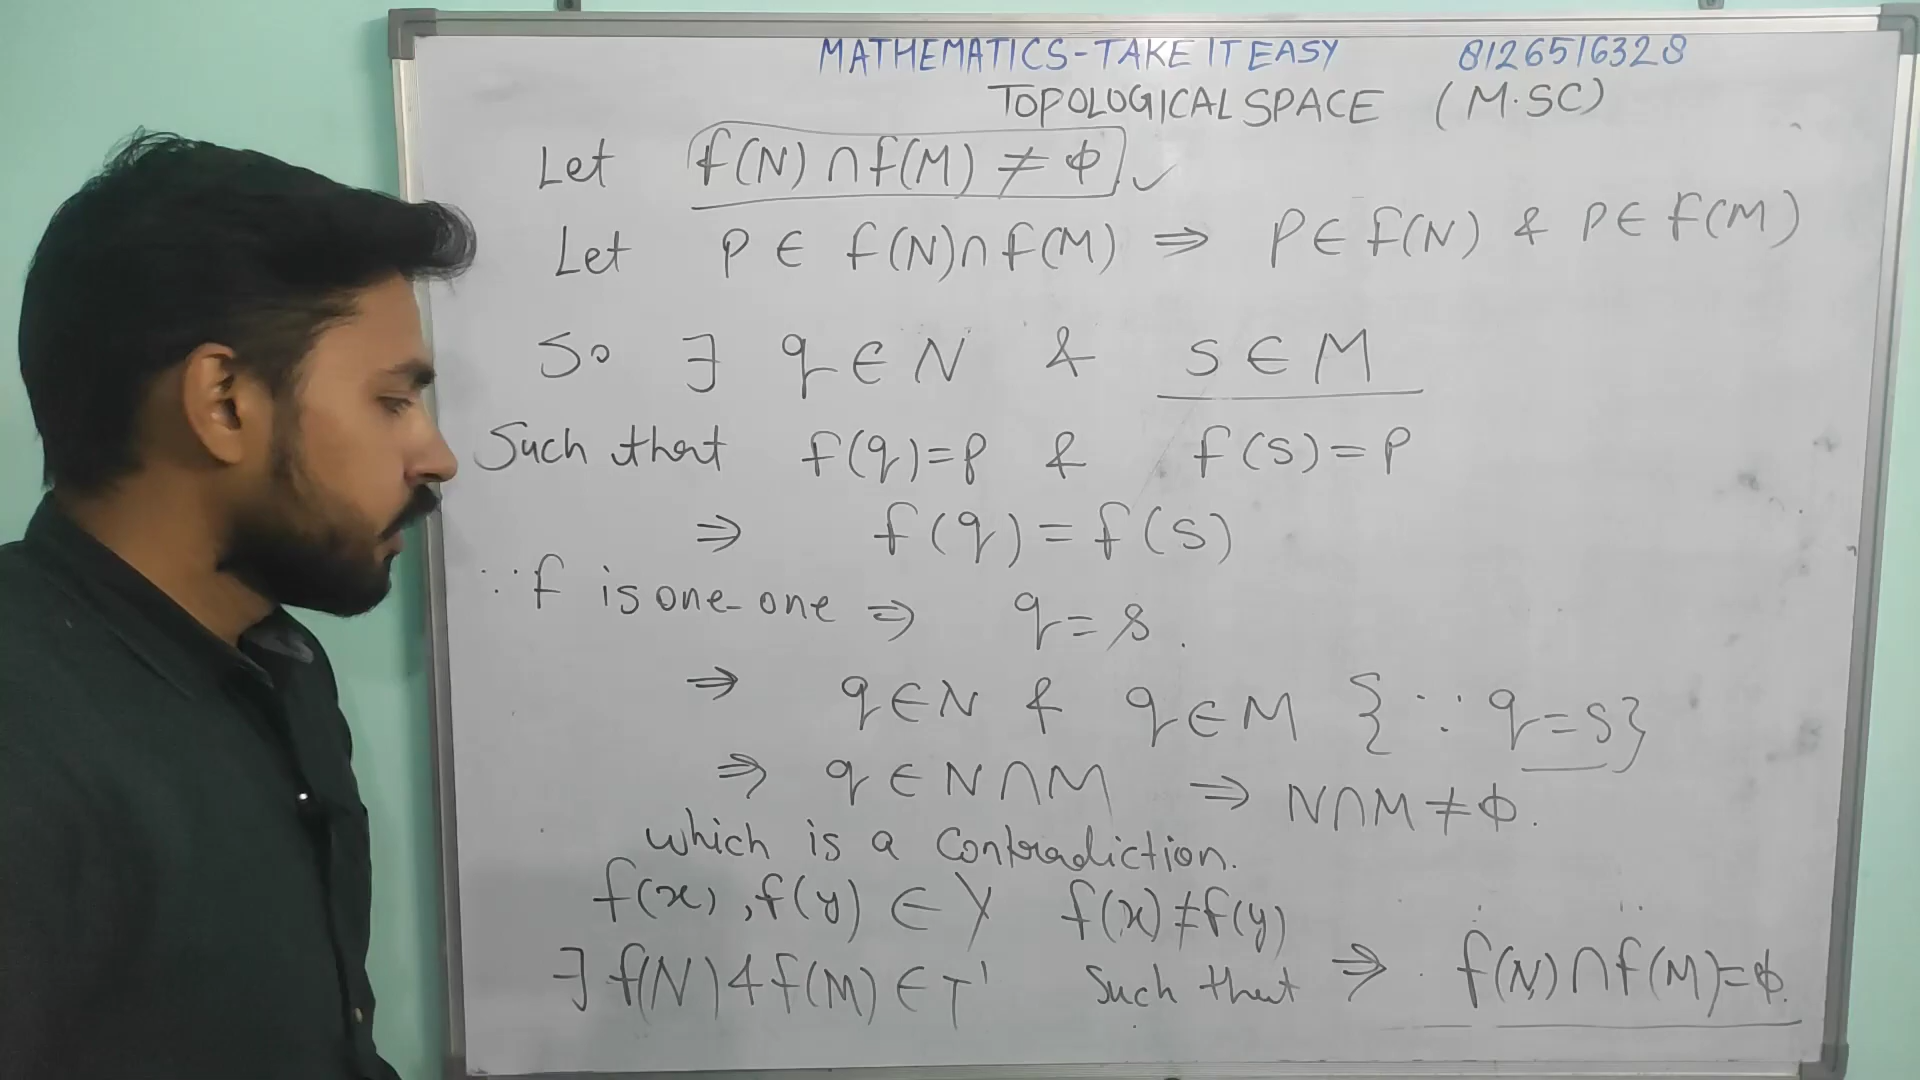 MATHEMATICS-TAKE IT EASY 8126516328
TOPOLOGICAL SPACE (M.SC)
Let f(N) ∩ f(M) ≠ ϕ ✓
Let p ∈ f(N) ∩ f(M) ⇒ p ∈ f(N) & p ∈ f(M)
So ∃ q ∈ N & s ∈ M
Such that f(q)=p & f(s)=p
⇒ f(q) = f(s)
∵ f is one-one ⇒ q = s.
⇒ q ∈ N & q ∈ M {∵ q=s}
⇒ q ∈ N ∩ M ⇒ N∩M ≠ ϕ.
which is a Contradiction.
f(x), f(y) ∈ Y f(x) ≠ f(y)
∃ f(N) & f(M) ∈ T' Such that ⇒ f(N) ∩ f(M) = ϕ.